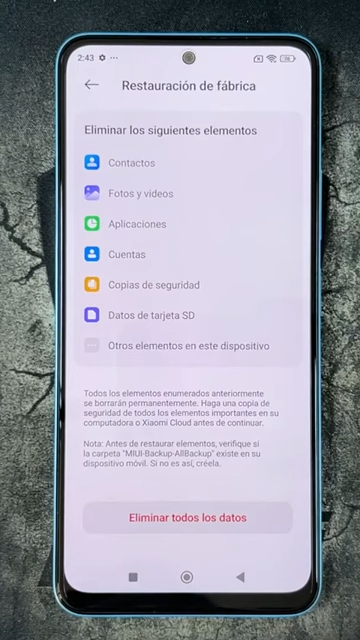 2:43
Restauración de fábrica
Eliminar los siguientes elementos
Contactos
Fotos y videos
Aplicaciones
Cuentas
Copias de seguridad
Datos de tarjeta SD
Otros elementos en este dispositivo
Todos los elementos enumerados anteriormente
se borrarán permanentemente. Haga una copia de
seguridad de todos los elementos importantes en su
computadora o Xiaomi Cloud antes de continuar.
Nota: Antes de restaurar elementos, verifique si
la carpeta "MIUI-Backup-AllBackup" existe en su
dispositivo móvil. Si no es así, créela.
Eliminar todos los datos